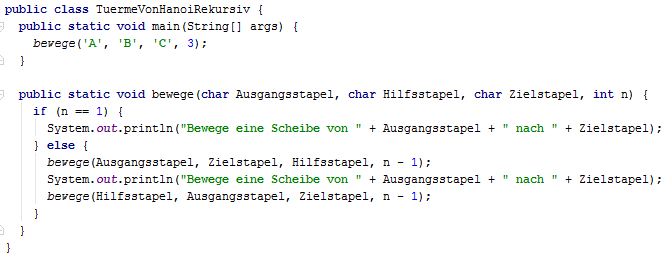 public class TuermeVonHanoiRekursiv {
  public static void main(String[] args) {
    bewege('A', 'B', 'C', 3);
  }

  public static void bewege(char Ausgangsstapel, char Hilfsstapel, char Zielstapel, int n) {
    if (n == 1) {
      System.out.println("Bewege eine Scheibe von " + Ausgangsstapel + " nach " + Zielstapel);
    } else {
      bewege(Ausgangsstapel, Zielstapel, Hilfsstapel, n - 1);
      System.out.println("Bewege eine Scheibe von " + Ausgangsstapel + " nach " + Zielstapel);
      bewege(Hilfsstapel, Ausgangsstapel, Zielstapel, n - 1);
    }
  }
}